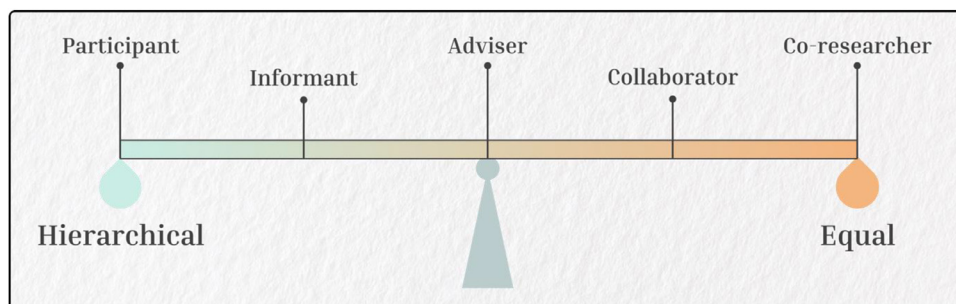 Participant
Informant
Adviser
Collaborator
Co-researcher
Hierarchical
Equal